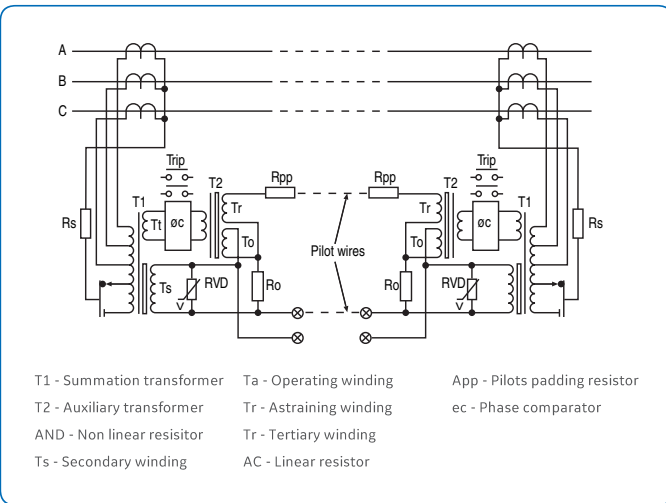 A
B
C
Trip
Trip
T1
T2
Rpp
Rpp
T2
T1
Rs
Tt
øc
Tr
Tr
øc
Rs
To
Pilot wires
To
Ts
RVD
Ro
Ro
RVD
V
V
T1 - Summation transformer
T2 - Auxiliary transformer
AND - Non linear resisitor
Ts - Secondary winding
Ta - Operating winding
Tr - Astraining winding
Tr - Tertiary winding
AC - Linear resistor
App - Pilots padding resistor
ec - Phase comparator